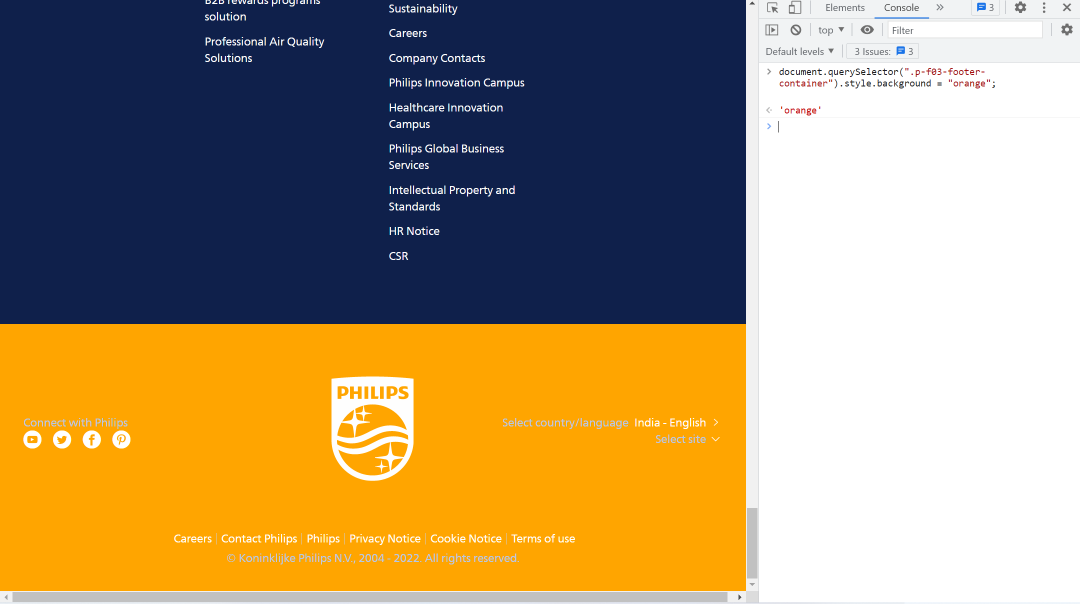 B2B rewards programs
solution
Professional Air Quality
Solutions
Sustainability
Careers
Company Contacts
Philips Innovation Campus
Healthcare Innovation
Campus
Philips Global Business
Services
Intellectual Property and
Standards
HR Notice
CSR
Connect with Philips
PHILIPS
Select country/language India - English
Select site
Careers | Contact Philips | Philips | Privacy Notice | Cookie Notice | Terms of use
© Koninklijke Philips N.V., 2004 - 2022. All rights reserved.
Elements Console 3
top Filter
Default levels 3 Issues: 3
document.querySelector(".p-f03-footer-
container").style.background = "orange";
'orange'